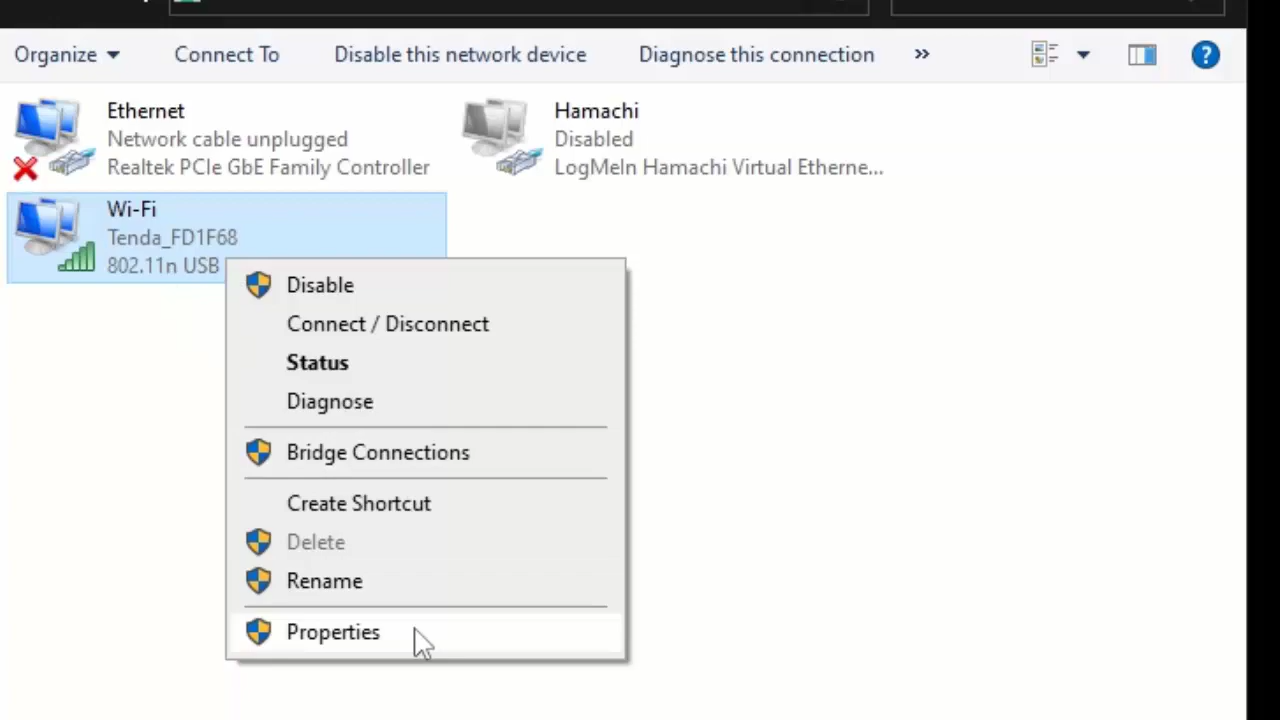 Organize
Connect To
Disable this network device
Diagnose this connection
»
?
Ethernet
Network cable unplugged
Realtek PCIe GbE Family Controller
Hamachi
Disabled
LogMeIn Hamachi Virtual Etherne...
Wi-Fi
Tenda_FD1F68
802.11n USB
Disable
Connect / Disconnect
Status
Diagnose
Bridge Connections
Create Shortcut
Delete
Rename
Properties